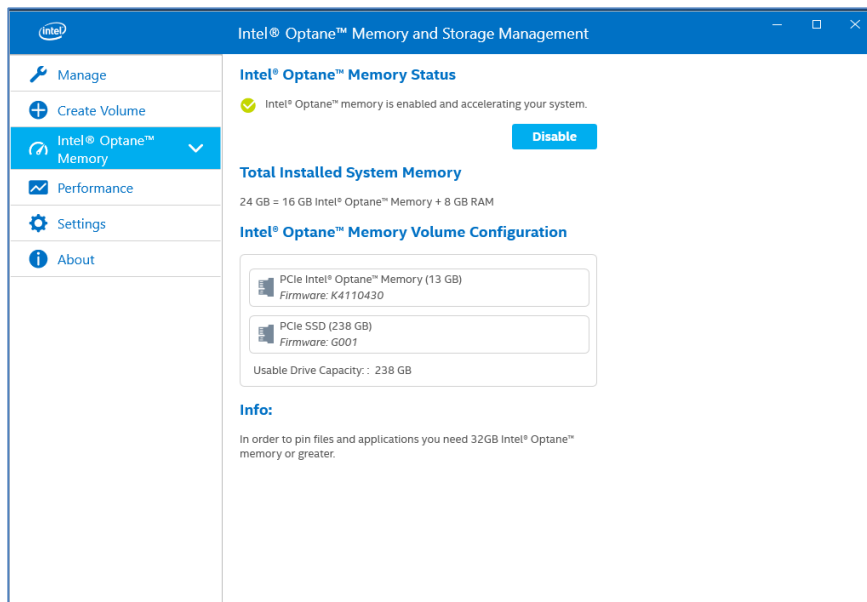 intel
Intel® Optane™ Memory and Storage Management
Manage
Create Volume
Intel® Optane™
Memory
Performance
Settings
About
Intel® Optane™ Memory Status
Intel® Optane™ memory is enabled and accelerating your system.
Disable
Total Installed System Memory
24 GB = 16 GB Intel® Optane™ Memory + 8 GB RAM
Intel® Optane™ Memory Volume Configuration
PCIe Intel® Optane™ Memory (13 GB)
Firmware: K4110430
PCIe SSD (238 GB)
Firmware: G001
Usable Drive Capacity: : 238 GB
Info:
In order to pin files and applications you need 32GB Intel® Optane™
memory or greater.